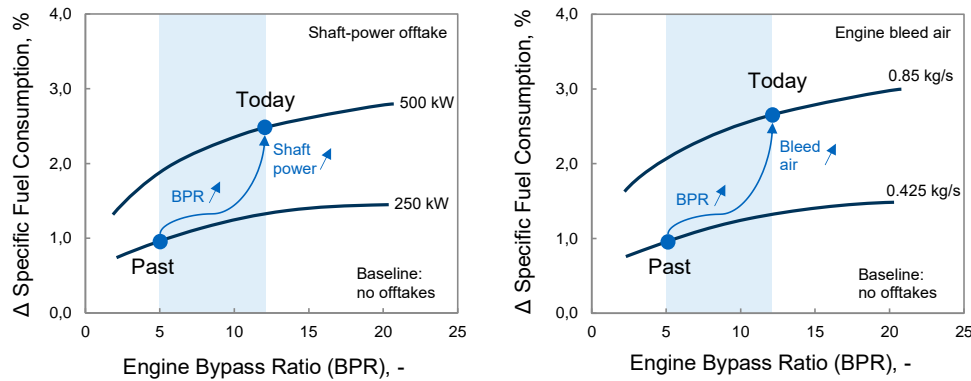 Δ Specific Fuel Consumption, %
4,0
3,0
2,0
1,0
0,0
0
5
10
15
20
25
Engine Bypass Ratio (BPR), -
Shaft-power offtake
500 kW
Today
Shaft
power
BPR
250 kW
Past
Baseline:
no offtakes
Δ Specific Fuel Consumption, %
4,0
3,0
2,0
1,0
0,0
0
5
10
15
20
25
Engine Bypass Ratio (BPR), -
Engine bleed air
0.85 kg/s
Today
Bleed
air
BPR
0.425 kg/s
Past
Baseline:
no offtakes